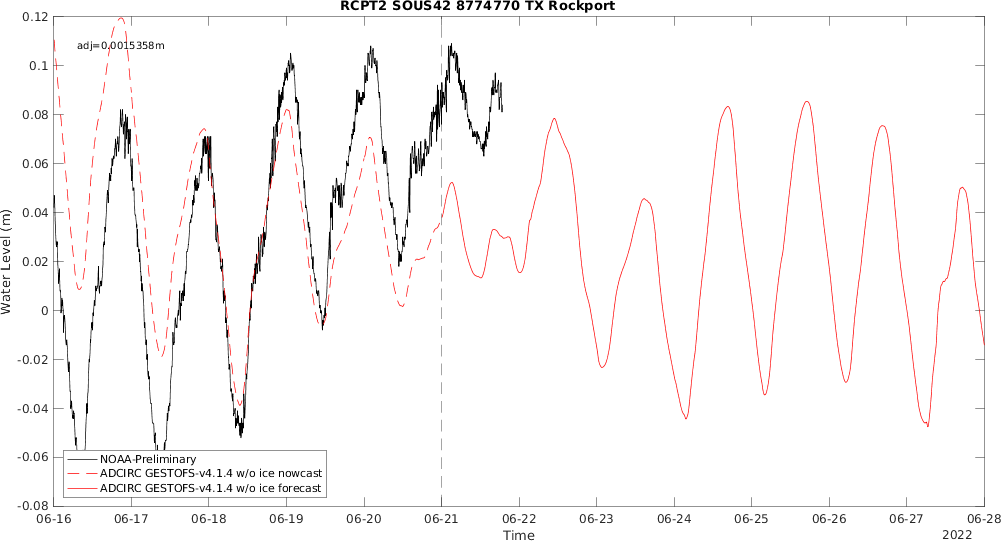 RCPT2 SOUS42 8774770 TX Rockport
adj=0.0015358m
Water Level (m)
0.12
0.1
0.08
0.06
0.04
0.02
0
-0.02
-0.04
-0.06
-0.08
NOAA-Preliminary
ADCIRC GESTOFS-v4.1.4 w/o ice nowcast
ADCIRC GESTOFS-v4.1.4 w/o ice forecast
06-16 06-17 06-18 06-19 06-20 06-21 06-22 06-23 06-24 06-25 06-26 06-27 06-28
Time
2022